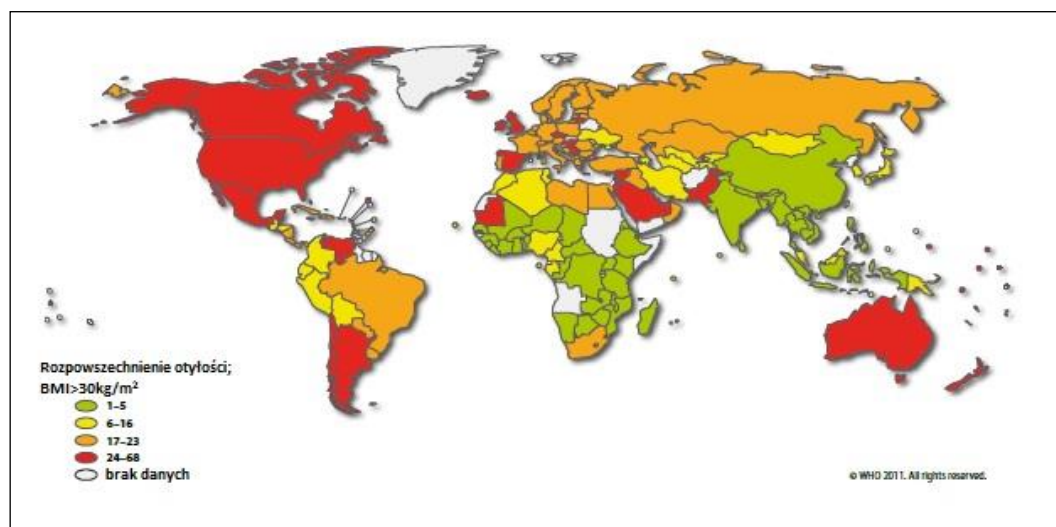 Rozpowszechnienie otyłości;
BMI>30kg/m²
1–5
6–16
17–23
24–68
brak danych
© WHO 2011. All rights reserved.